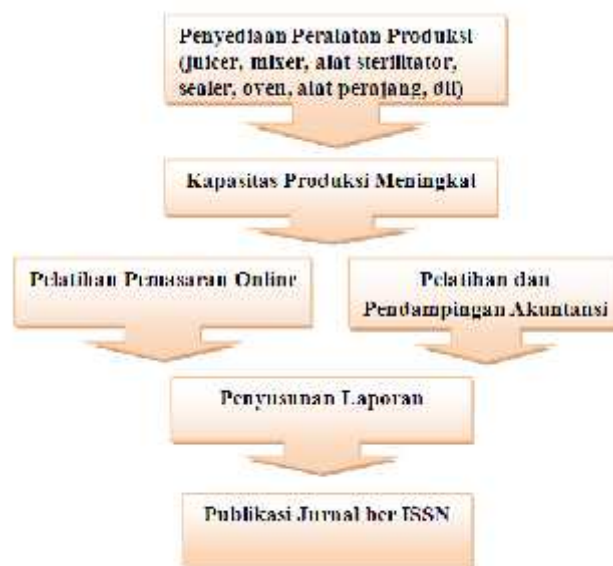 Penyediaan Peralatan Produksi
(juicer, mixer, alat sterilitator,
sealer, oven, alat perajang, dll)
Kapasitas Produksi Meningkat
Pelatihan Pemasaran Online
Pelatihan dan
Pendampingan Akuntansi
Penyusunan Laporan
Publikasi Jurnal ber ISSN